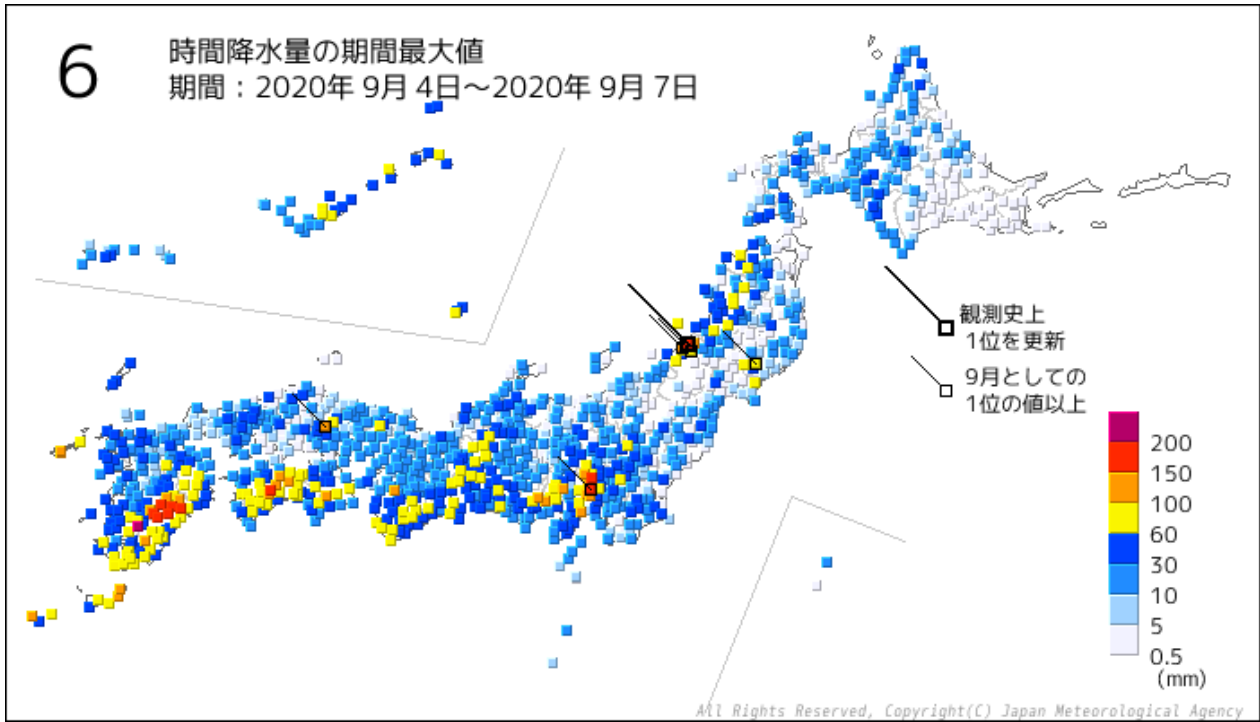 6
時間降水量の期間最大値
期間：2020年 9月 4日～2020年 9月 7日
観測史上
1位を更新
9月としての
1位の値以上
200
150
100
60
30
10
5
0.5
(mm)
All Rights Reserved, Copyright(C) Japan Meteorological Agency